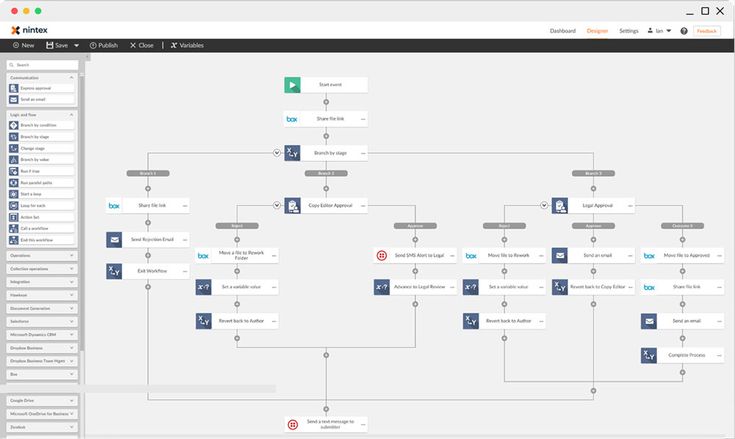 nintex
Dashboard
Designer
Settings
Ian
Feedback
New
Save
Publish
Close
Variables
Search
Communication
Express approval
Send an email
Logic and flow
Branch by condition
Branch by stage
Change stage
Branch by value
Run if true
Run parallel paths
Start a loop
Loop for each
Action Set
Call a workflow
End this workflow
Operations
Collection operations
Integration
Hawkeye
Document Generation
Salesforce
Microsoft Dynamics CRM
Dropbox Business
Dropbox Business Team Mgmt
Box
Google Drive
Microsoft OneDrive for Business
Zendesk
Start event
box
Share file link
X
Y
Branch by stage
Branch 1
Branch 2
Branch 3
box
Share file link
Send Rejection Email
X
Y
Exit Workflow
Copy Editor Approval
Reject
Approve
box
Move a file to Rework
Folder
X=?
Set a variable value
X
Y
Revert back to Author
Send SMS Alert to Legal
X=?
Advance to Legal Review
Legal Approval
Reject
Approve
Outcome 3
box
Move file to Rework
X=?
Set a variable value
X
Y
Revert back to Author
Send an email
X
Y
Revert back to Copy Editor
box
Move file to Approved
box
Share file link
Send an email
X
Y
Complete Process
Send a text message to
submitter